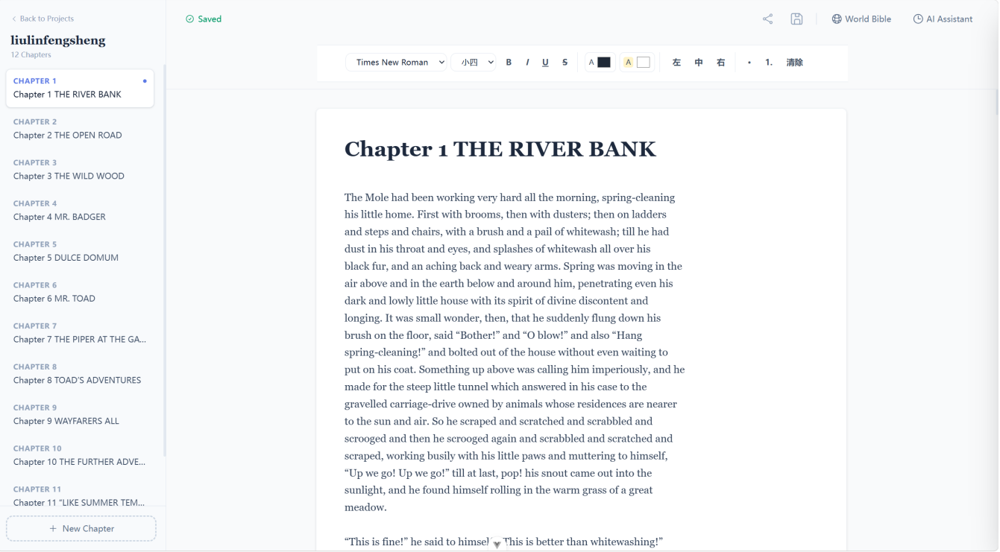 Back to Projects
liulinfengsheng
12 Chapters
CHAPTER 1
Chapter 1 THE RIVER BANK
CHAPTER 2
Chapter 2 THE OPEN ROAD
CHAPTER 3
Chapter 3 THE WILD WOOD
CHAPTER 4
Chapter 4 MR. BADGER
CHAPTER 5
Chapter 5 DULCE DOMUM
CHAPTER 6
Chapter 6 MR. TOAD
CHAPTER 7
Chapter 7 THE PIPER AT THE GA...
CHAPTER 8
Chapter 8 TOAD’S ADVENTURES
CHAPTER 9
Chapter 9 WAYFARERS ALL
CHAPTER 10
Chapter 10 THE FURTHER ADVE...
CHAPTER 11
Chapter 11 “LIKE SUMMER TEM...
+ New Chapter
Saved
World Bible
AI Assistant
Times New Roman 小四 B I U S A A 左 中 右 • 1. 清除
Chapter 1 THE RIVER BANK
The Mole had been working very hard all the morning, spring-cleaning
his little home. First with brooms, then with dusters; then on ladders
and steps and chairs, with a brush and a pail of whitewash; till he had
dust in his throat and eyes, and splashes of whitewash all over his
black fur, and an aching back and weary arms. Spring was moving in the
air above and in the earth below and around him, penetrating even his
dark and lowly little house with its spirit of divine discontent and
longing. It was small wonder, then, that he suddenly flung down his
brush on the floor, said “Bother!” and “O blow!” and also “Hang
spring-cleaning!” and bolted out of the house without even waiting to
put on his coat. Something up above was calling him imperiously, and he
made for the steep little tunnel which answered in his case to the
gravelled carriage-drive owned by animals whose residences are nearer
to the sun and air. So he scraped and scratched and scrabbled and
scrooged and then he scrooged again and scrabbled and scratched and
scraped, working busily with his little paws and muttering to himself,
“Up we go! Up we go!” till at last, pop! his snout came out into the
sunlight, and he found himself rolling in the warm grass of a great
meadow.
“This is fine!” he said to himsel This is better than whitewashing!”